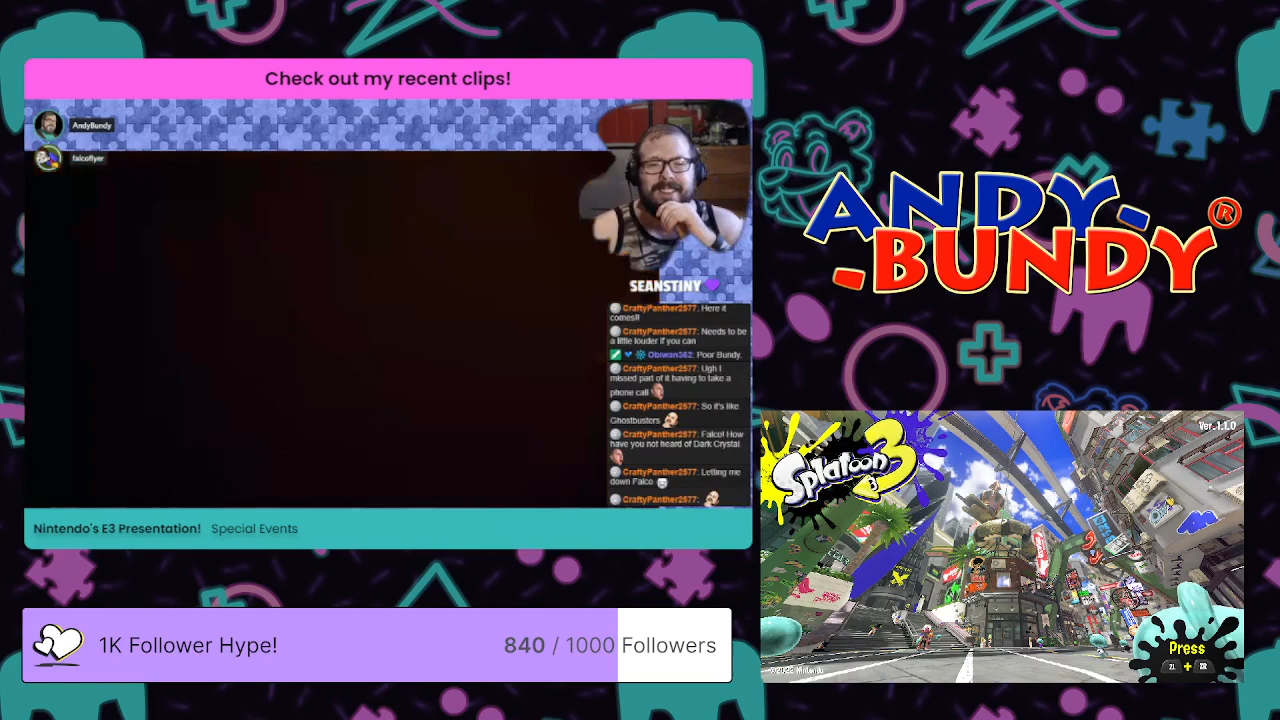 Check out my recent clips!
AndyBundy
falcoflyer
SEANSTINY
CraftyPanther2577: Here it
comes!!
CraftyPanther2577: Needs to be
a little louder if you can
Obiwan362: Poor Bundy.
CraftyPanther2577: Ugh I
missed part of it having to take a
phone call
CraftyPanther2577: So it's like
Ghostbusters
CraftyPanther2577: Falco! How
have you not heard of Dark Crystal
CraftyPanther2577: Letting me
down Falco
CraftyPanther2577:
Nintendo's E3 Presentation! Special Events
1K Follower Hype!
840 / 1000 Followers
ANDY-
-BUNDY®
Splatoon 3
Ver. 1.1.0
Press
ZL + ZR
©2022 Nintendo